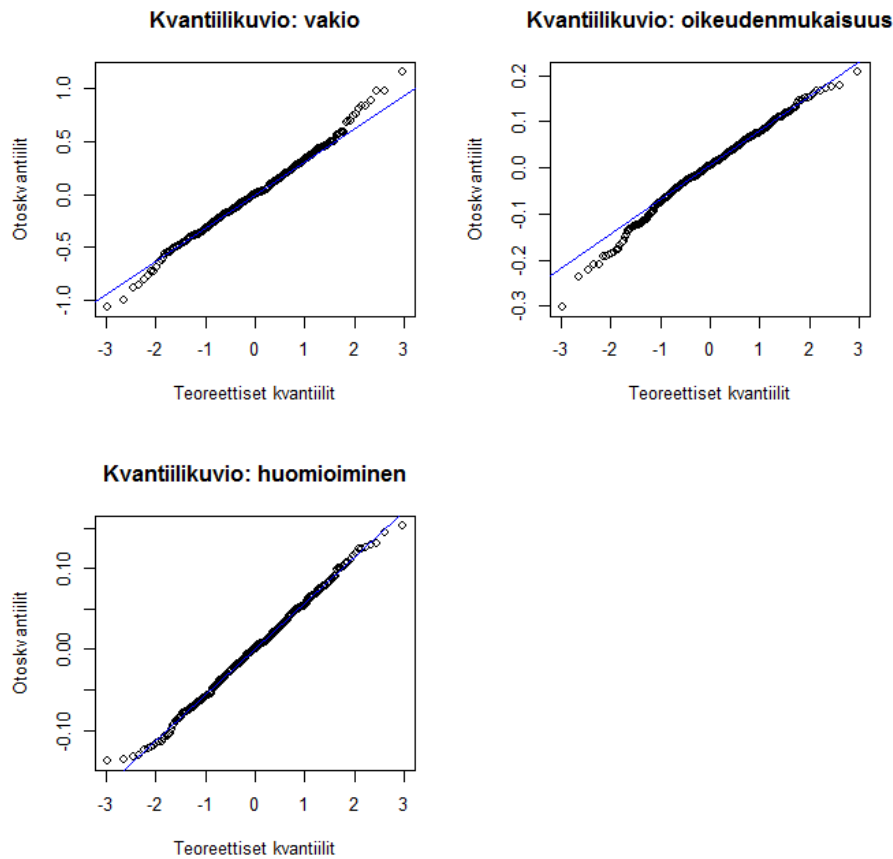 Kvantiilikuvio: vakio
Otoskvantiilit
1.0
0.5
0.0
-0.5
-1.0
-3 -2 -1 0 1 2 3
Teoreettiset kvantiilit
Kvantiilikuvio: oikeudenmukaisuus
Otoskvantiilit
0.2
0.1
0.0
-0.1
-0.2
-0.3
-3 -2 -1 0 1 2 3
Teoreettiset kvantiilit
Kvantiilikuvio: huomioiminen
Otoskvantiilit
0.10
0.00
-0.10
-3 -2 -1 0 1 2 3
Teoreettiset kvantiilit